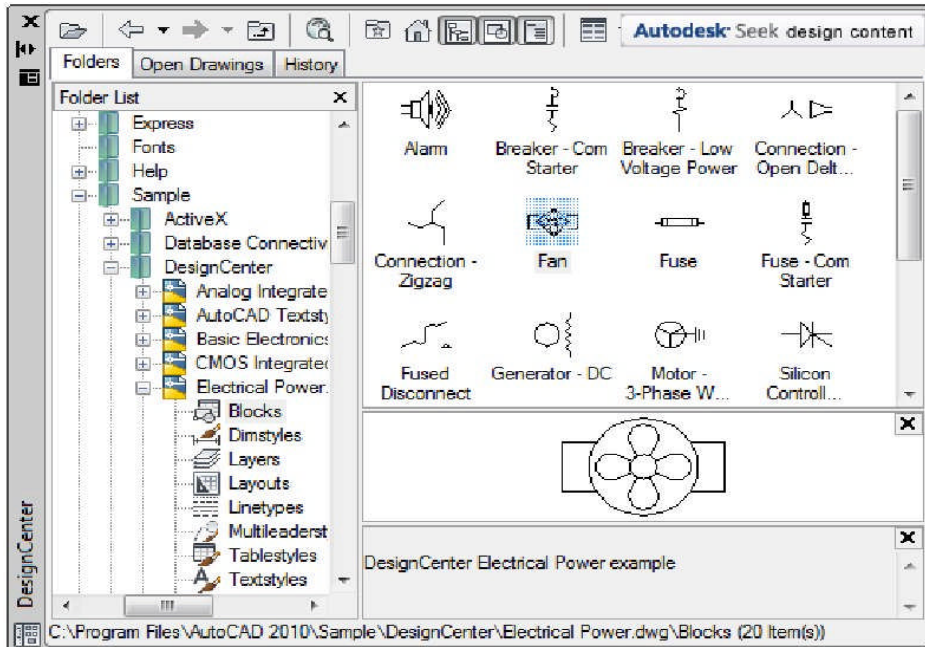 Autodesk® Seek design content
Folders
Open Drawings
History
Folder List
Express
Fonts
Help
Sample
ActiveX
Database Connectiv
DesignCenter
Analog Integrate
AutoCAD Textsty
Basic Electronics
CMOS Integrated
Electrical Power.
Blocks
Dimstyles
Layers
Layouts
Linetypes
Multileaderst
Tablestyles
Textstyles
Alarm
Breaker - Com
Starter
Breaker - Low
Voltage Power
Connection -
Open Delt...
Connection -
Zigzag
Fan
Fuse
Fuse - Com
Starter
Fused
Disconnect
Generator - DC
Motor -
3-Phase W...
Silicon
Controll...
DesignCenter Electrical Power example
DesignCenter
C:\Program Files\AutoCAD 2010\Sample\DesignCenter\Electrical Power.dwg\Blocks (20 Item(s))